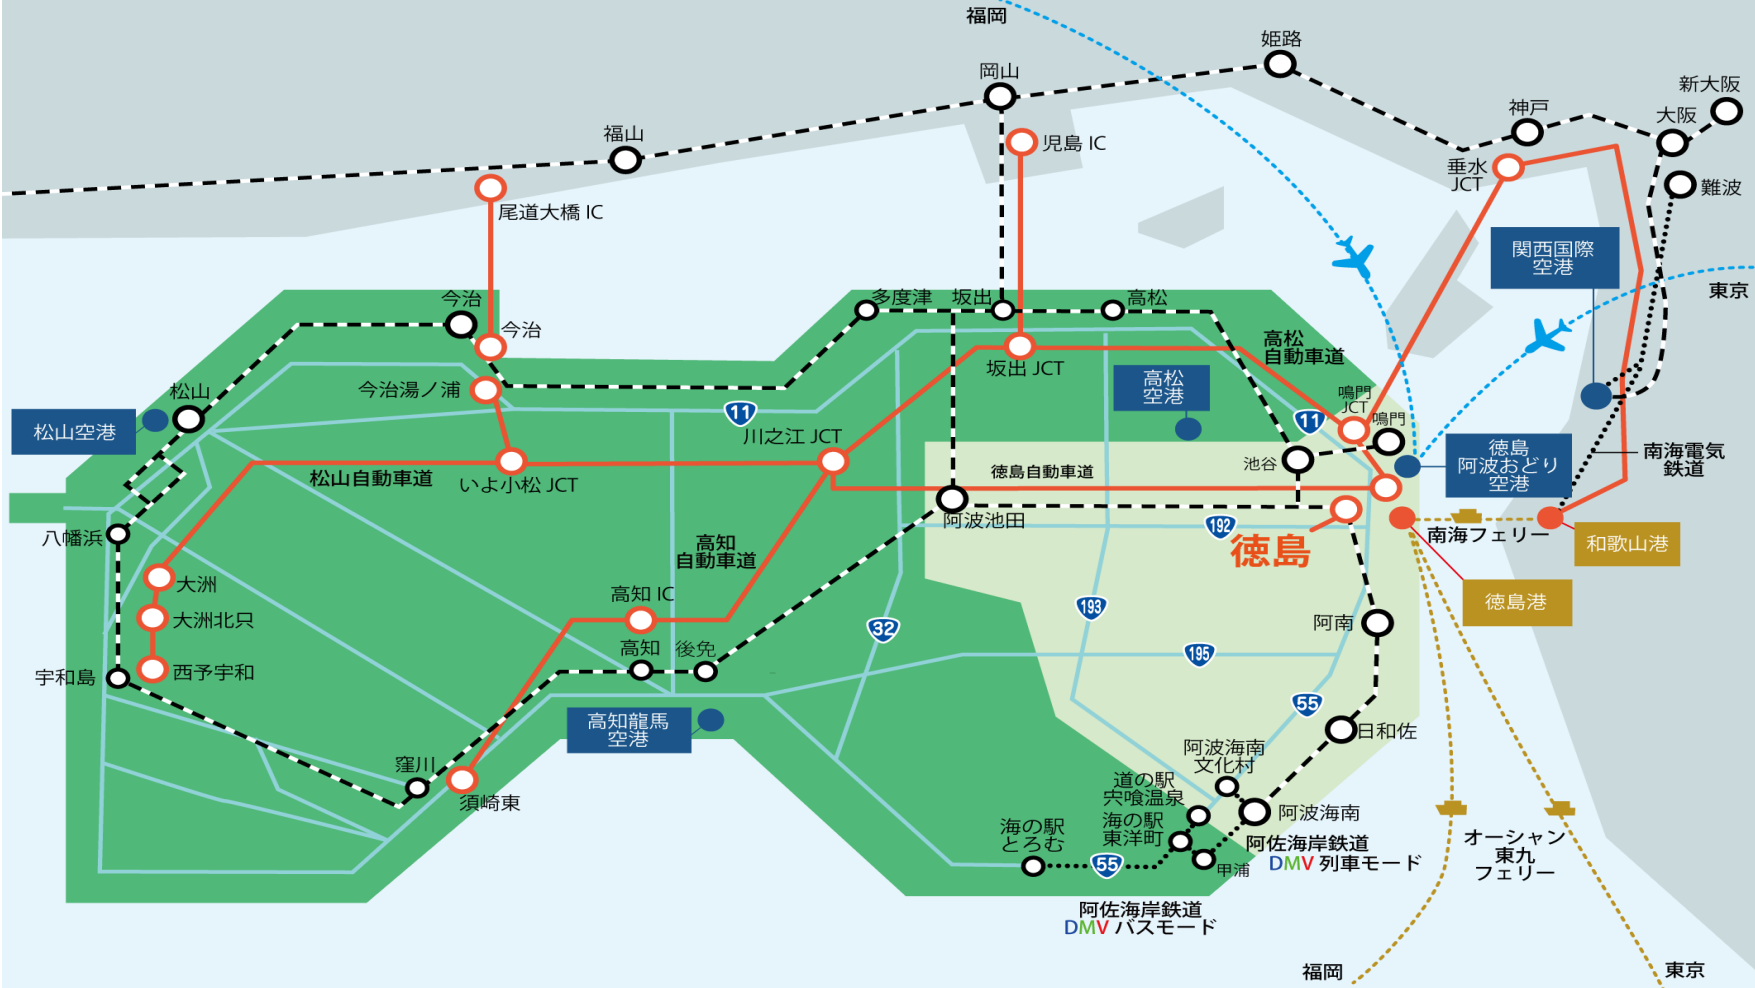 福岡
姫路
岡山
新大阪
神戸
大阪
福山
児島 IC
垂水
JCT
難波
尾道大橋 IC
関西国際
空港
東京
今治
多度津
坂出
高松
今治
高松
自動車道
坂出 JCT
今治湯ノ浦
松山
高松
空港
鳴門
JCT
鳴門
11
11
松山空港
川之江 JCT
徳島
阿波おどり
空港
南海電気
鉄道
池谷
松山自動車道
いよ小松 JCT
徳島自動車道
阿波池田
192
南海フェリー
和歌山港
八幡浜
高知
自動車道
徳島
大洲
高知 IC
193
徳島港
大洲北只
32
阿南
高知
後免
195
宇和島
西予宇和
55
高知龍馬
空港
日和佐
阿波海南
文化村
窪川
道の駅
宍喰温泉
須崎東
海の駅
東洋町
阿波海南
海の駅
とろむ
オーシャン
東九
フェリー
阿佐海岸鉄道
DMV 列車モード
55
甲浦
阿佐海岸鉄道
DMV バスモード
福岡
東京